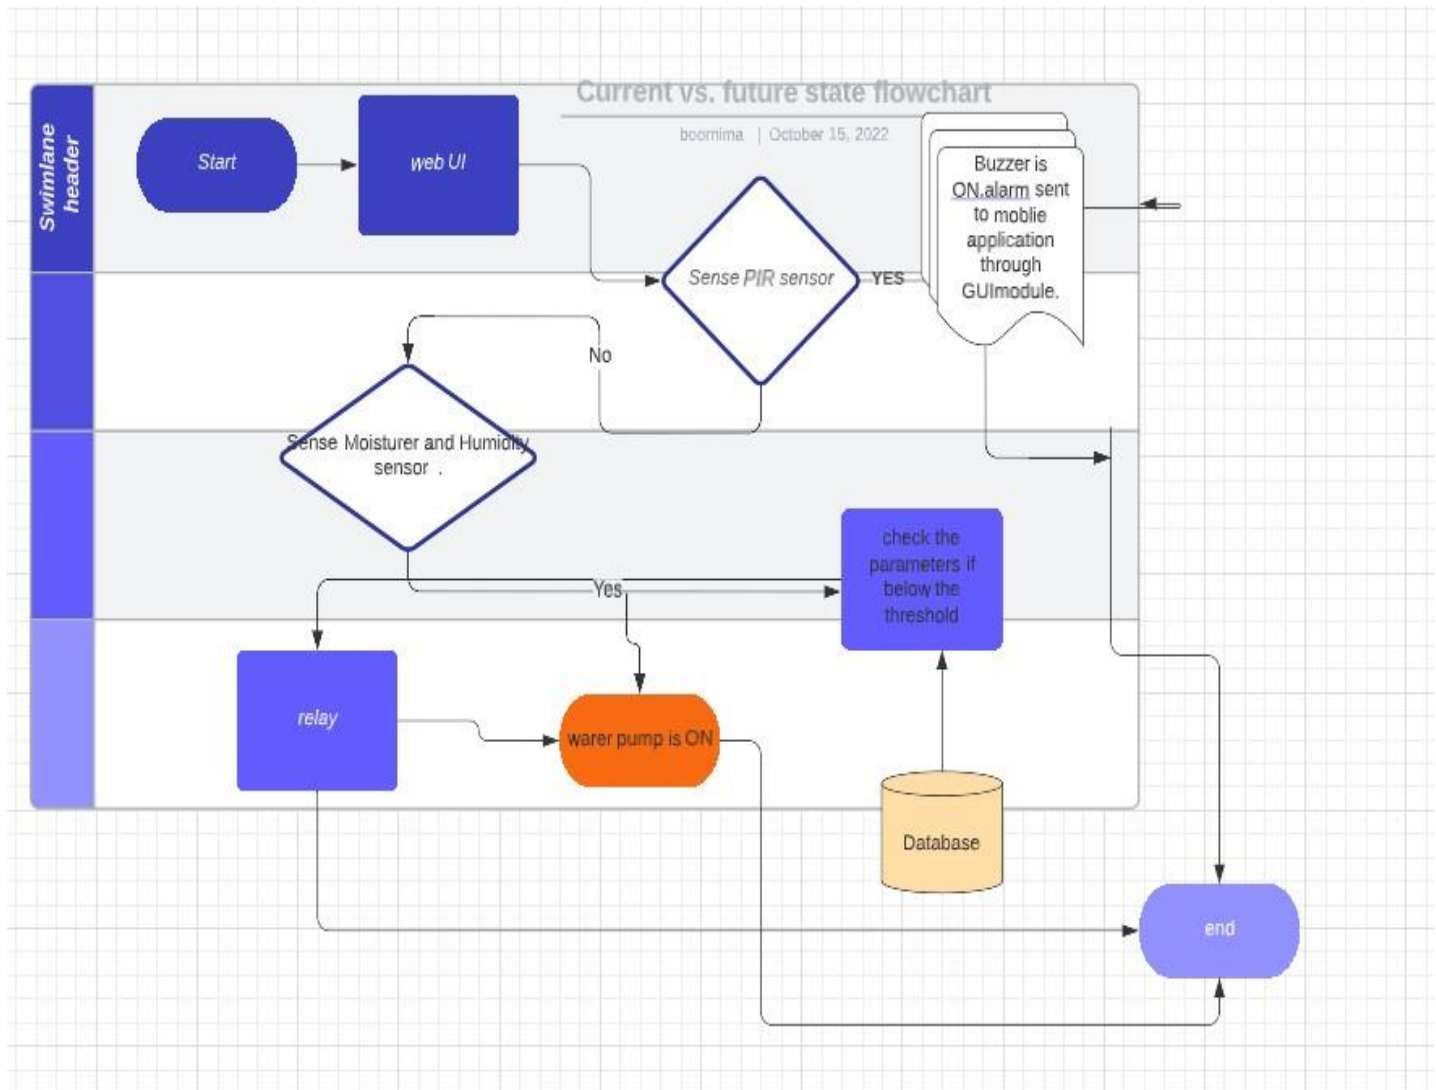 Current vs. future state flowchart
boornima | October 15, 2022
Swimlane
header
Start
web UI
Buzzer is
ON.alarm sent
to moblie
application
through
GUImodule.
Sense PIR sensor
YES
No
Sense Moisturer and Humidity
sensor .
check the
parameters if
below the
threshold
Yes
relay
warer pump is ON
Database
end